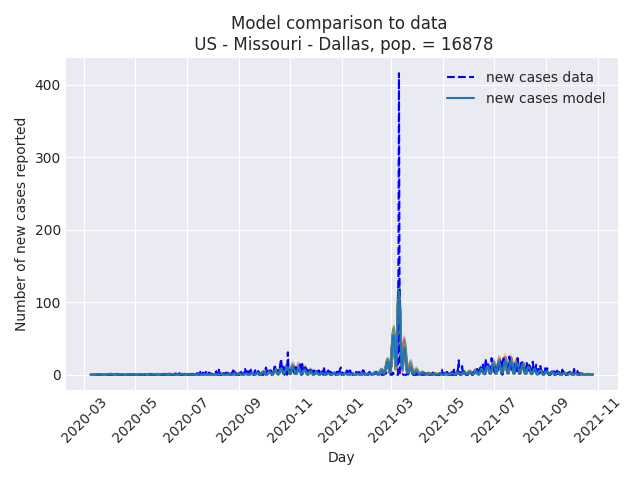 Model comparison to data
US - Missouri - Dallas, pop. = 16878
new cases data
new cases model
Number of new cases reported
400
300
200
100
0
2020-03
2020-05
2020-07
2020-09
2020-11
2021-01
2021-03
2021-05
2021-07
2021-09
2021-11
Day